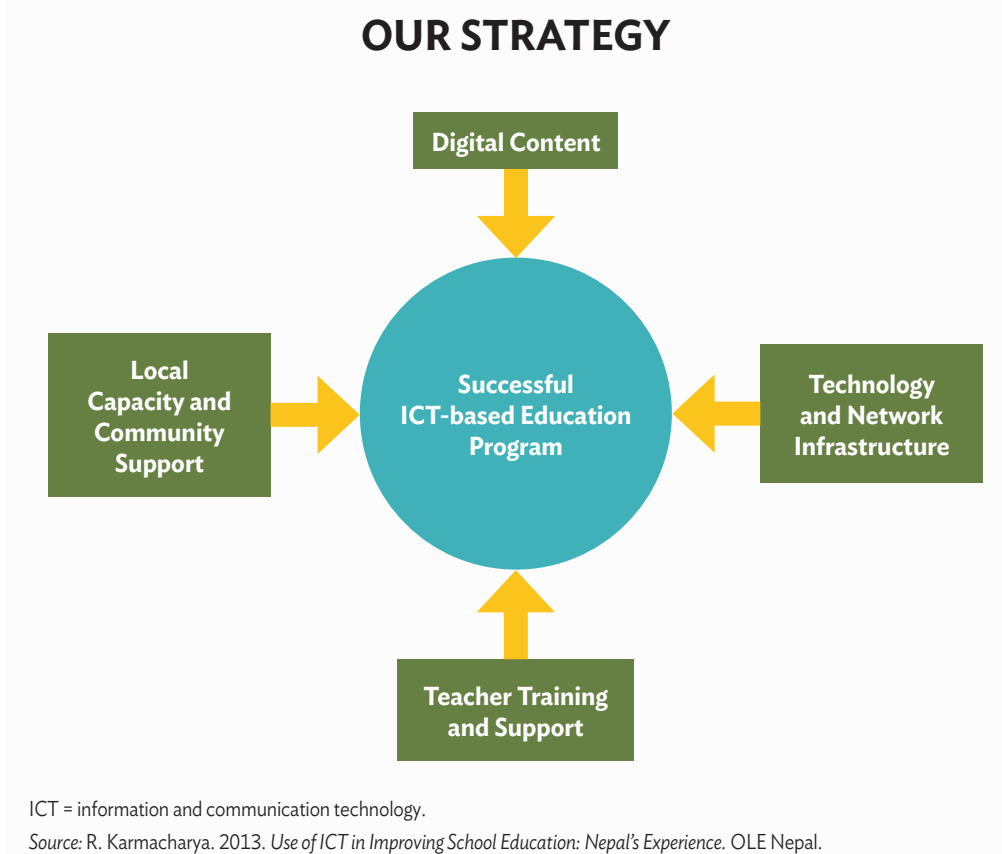 OUR STRATEGY
Digital Content
Local
Capacity and
Community
Support
Successful
ICT-based Education
Program
Technology
and Network
Infrastructure
Teacher Training
and Support
ICT = information and communication technology.
Source: R. Karmacharya. 2013. Use of ICT in Improving School Education: Nepal’s Experience. OLE Nepal.